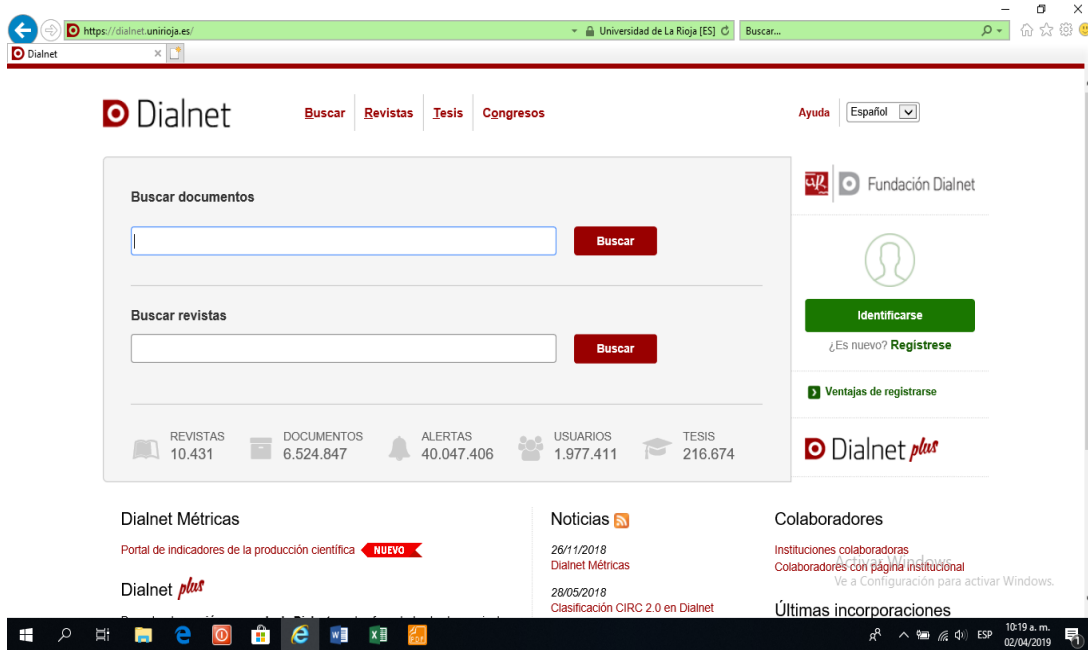 https://dialnet.unirioja.es/
Universidad de La Rioja [ES]
Buscar...
Dialnet
Dialnet
Buscar
Revistas
Tesis
Congresos
Ayuda
Español
Buscar documentos
Buscar
Buscar revistas
Buscar
REVISTAS
10.431
DOCUMENTOS
6.524.847
ALERTAS
40.047.406
USUARIOS
1.977.411
TESIS
216.674
Fundación Dialnet
Identificarse
¿Es nuevo? Regístrese
Ventajas de registrarse
Dialnet plus
Dialnet Métricas
Portal de indicadores de la producción científica NUEVO
Dialnet plus
Noticias
26/11/2018
Dialnet Métricas
28/05/2018
Clasificación CIRC 2.0 en Dialnet
Colaboradores
Instituciones colaboradoras
Colaboradores con página institucional
Últimas incorporaciones
Activar Windows
Ve a Configuración para activar Windows.
ESP
10:19 a. m.
02/04/2019